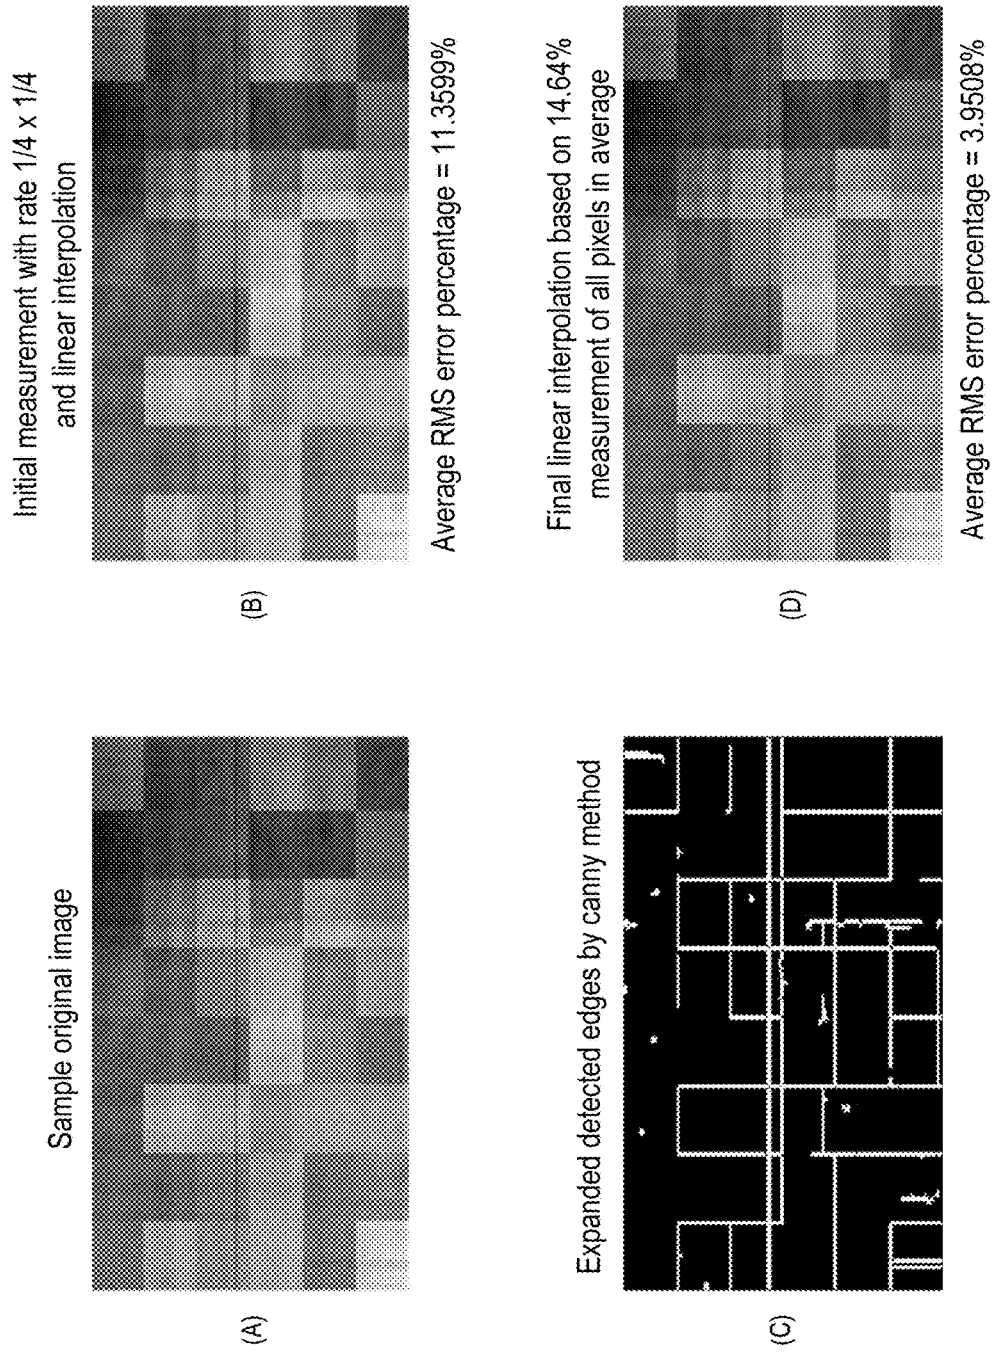 Sample original image
(A)
Initial measurement with rate 1/4 x 1/4
and linear interpolation
(B)
Average RMS error percentage = 11.3599%
Expanded detected edges by canny method
(C)
Final linear interpolation based on 14.64%
measurement of all pixels in average
(D)
Average RMS error percentage = 3.9508%